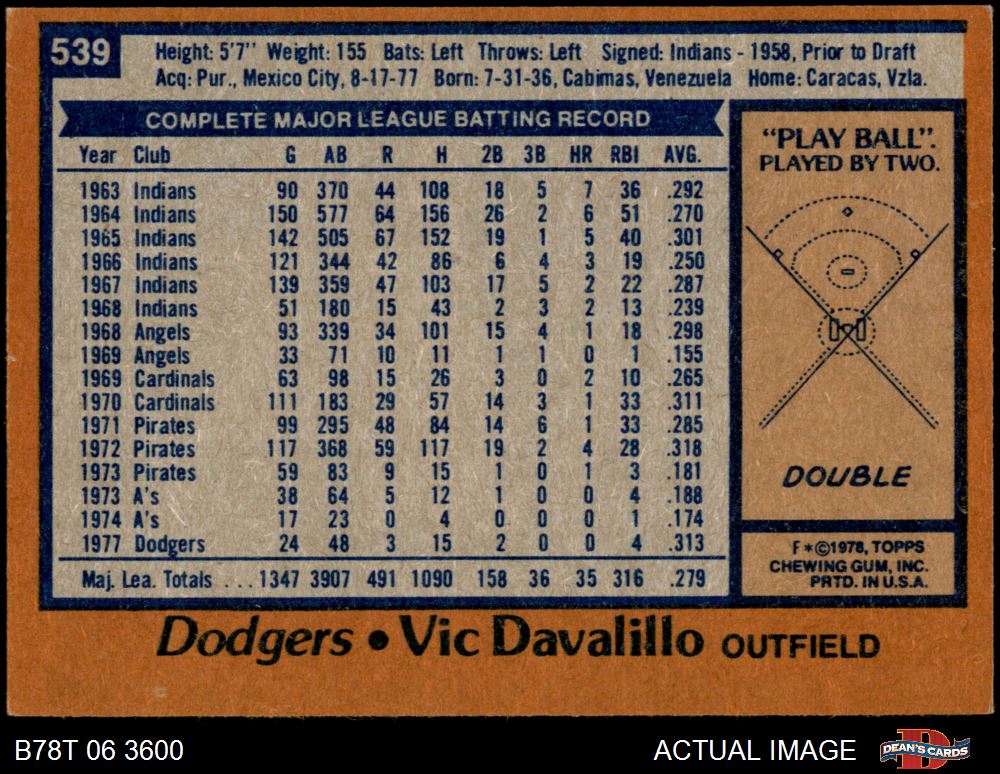 539
Height: 5'7" Weight: 155 Bats: Left Throws: Left Signed: Indians - 1958, Prior to Draft
Acq: Pur., Mexico City, 8-17-77 Born: 7-31-36, Cabimas, Venezuela Home: Caracas, Vzla.
COMPLETE MAJOR LEAGUE BATTING RECORD
Year Club G AB R H 2B 3B HR RBI AVG.
1963 Indians 90 370 44 108 18 5 7 36 .292
1964 Indians 150 577 64 156 26 2 6 51 .270
1965 Indians 142 505 67 152 19 1 5 40 .301
1966 Indians 121 344 42 86 6 4 3 19 .250
1967 Indians 139 359 47 103 17 5 2 22 .287
1968 Indians 51 180 15 43 2 3 2 13 .239
1968 Angels 93 339 34 101 15 4 1 18 .298
1969 Angels 33 71 10 11 1 1 0 1 .155
1969 Cardinals 63 98 15 26 3 0 2 10 .265
1970 Cardinals 111 183 29 57 14 3 1 33 .311
1971 Pirates 99 295 48 84 14 6 1 33 .285
1972 Pirates 117 368 59 117 19 2 4 28 .318
1973 Pirates 59 83 9 15 1 0 1 3 .181
1973 A's 38 64 5 12 1 0 0 4 .188
1974 A's 17 23 0 4 0 0 0 1 .174
1977 Dodgers 24 48 3 15 2 0 0 4 .313
Maj. Lea. Totals ... 1347 3907 491 1090 158 36 35 316 .279
"PLAY BALL".
PLAYED BY TWO.
DOUBLE
F*©1978, TOPPS
CHEWING GUM, INC.
PRTD. IN U.S.A.
Dodgers • Vic Davalillo OUTFIELD
B78T 06 3600
ACTUAL IMAGE
DEAN'S CARDS